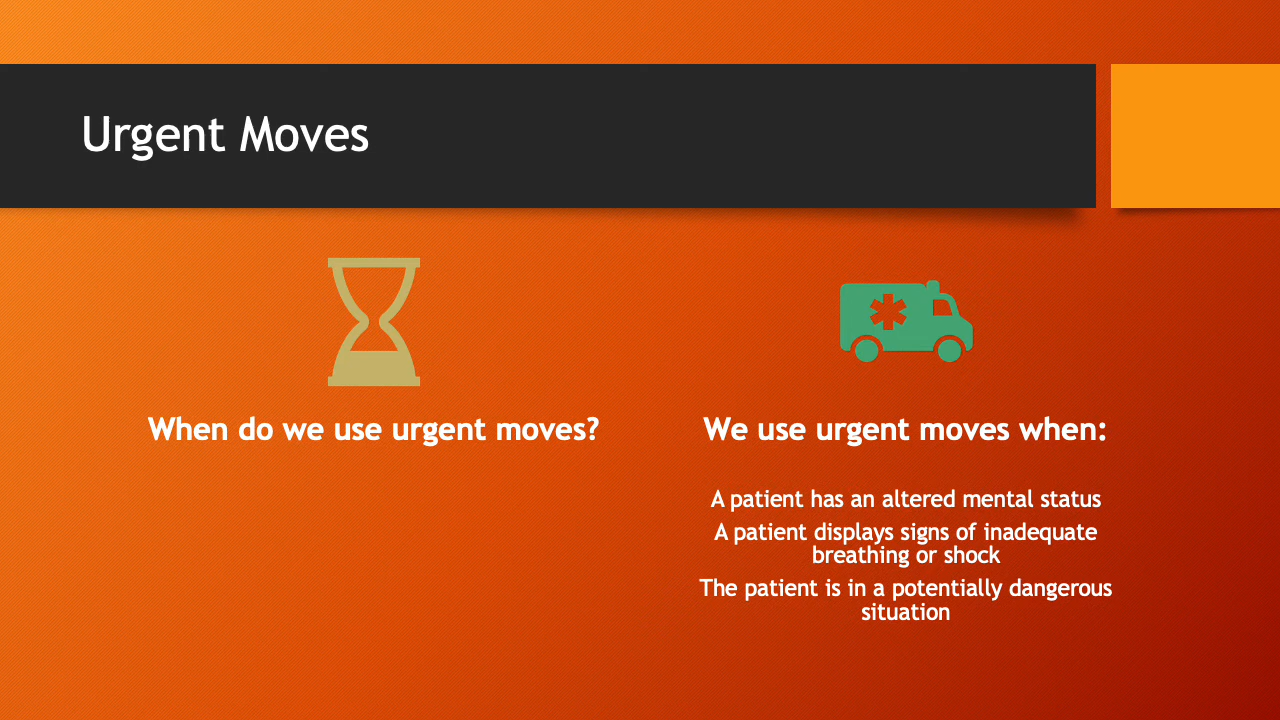 Urgent Moves
When do we use urgent moves?
We use urgent moves when:
A patient has an altered mental status
A patient displays signs of inadequate
breathing or shock
The patient is in a potentially dangerous
situation